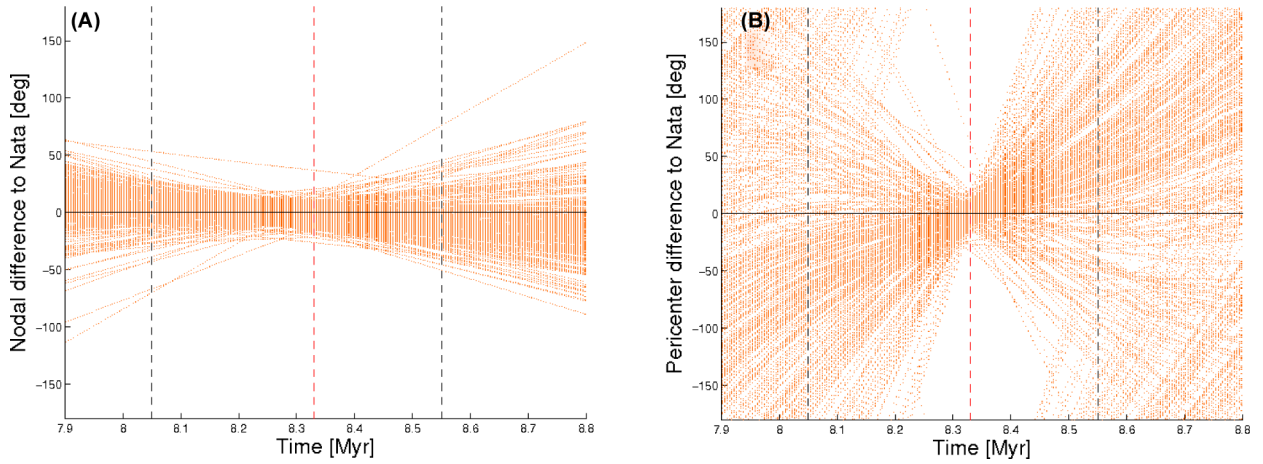 (A)
Nodal difference to Nata [deg]
150
100
50
0
−50
−100
−150
7.9 8 8.1 8.2 8.3 8.4 8.5 8.6 8.7 8.8
Time [Myr]
(B)
Pericenter difference to Nata [deg]
150
100
50
0
−50
−100
−150
7.9 8 8.1 8.2 8.3 8.4 8.5 8.6 8.7 8.8
Time [Myr]